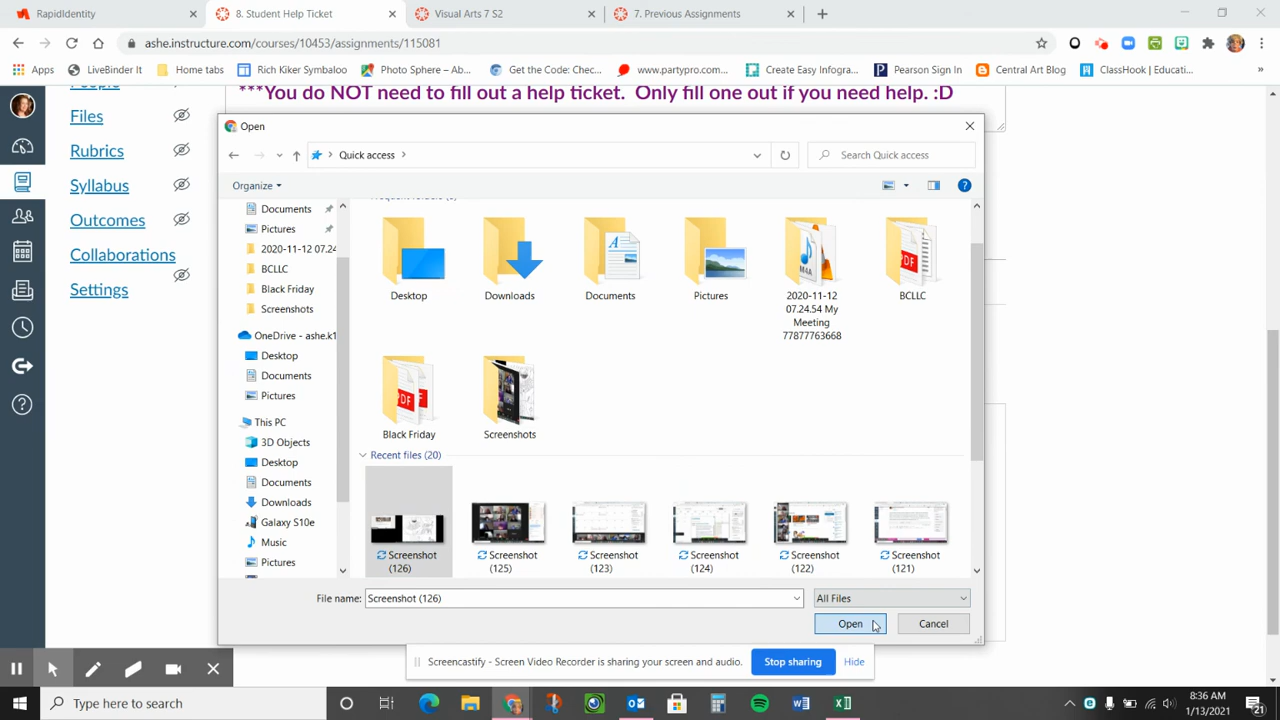 RapidIdentity
8. Student Help Ticket
Visual Arts 7 S2
7. Previous Assignments
ashe.instructure.com/courses/10453/assignments/115081
Apps
LiveBinder It
Home tabs
Rich Kiker Symbaloo
Photo Sphere – Ab...
Get the Code: Chec...
www.partypro.com...
Create Easy Infogra...
Pearson Sign In
Central Art Blog
ClassHook | Educati...
***You do NOT need to fill out a help ticket.  Only fill one out if you need help. :D
Files
Rubrics
Syllabus
Outcomes
Collaborations
Settings
Open
Quick access
Search Quick access
Organize
Documents
Pictures
2020-11-12 07.24
BCLLC
Black Friday
Screenshots
OneDrive - ashe.k1
Desktop
Documents
Pictures
This PC
3D Objects
Desktop
Documents
Downloads
Galaxy S10e
Music
Pictures
Desktop
Downloads
Documents
Pictures
2020-11-12
07.24.54 My
Meeting
77877763668
BCLLC
Black Friday
Screenshots
Recent files (20)
Screenshot
(126)
Screenshot
(125)
Screenshot
(123)
Screenshot
(124)
Screenshot
(122)
Screenshot
(121)
File name:
Screenshot (126)
All Files
Open
Cancel
Screencastify - Screen Video Recorder is sharing your screen and audio.
Stop sharing
Hide
Type here to search
8:36 AM
1/13/2021
21